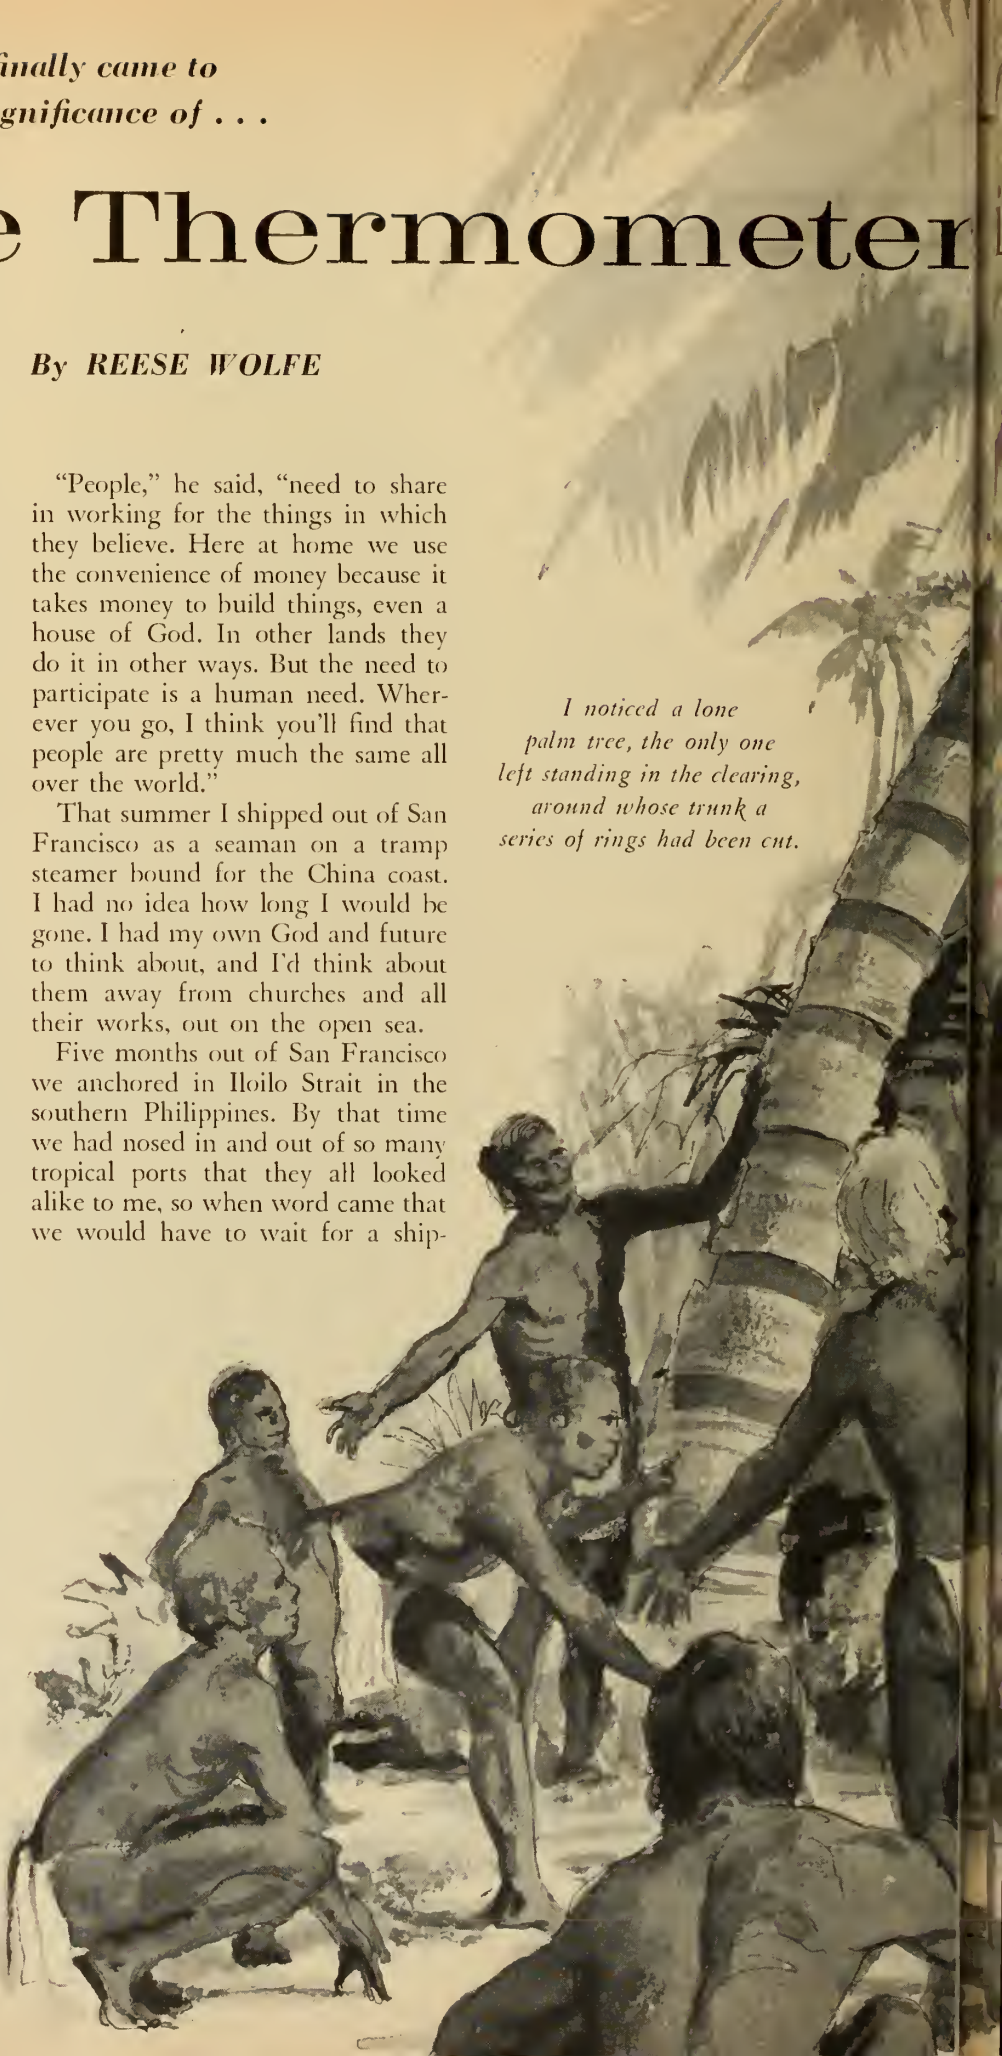 finally came to
gnificance of . . .
e Thermometer
By REESE WOLFE
“People,” he said, “need to share
in working for the things in which
they believe. Here at home we use
the convenience of money because it
takes money to build things, even a
house of God. In other lands they
do it in other ways. But the need to
participate is a human need. Wher-
ever you go, I think you’ll find that
people are pretty much the same all
over the world.”
That summer I shipped out of San
Francisco as a seaman on a tramp
steamer bound for the China coast.
I had no idea how long I would be
gone. I had my own God and future
to think about, and I’d think about
them away from churches and all
their works, out on the open sea.
Five months out of San Francisco
we anchored in Iloilo Strait in the
southern Philippines. By that time
we had nosed in and out of so many
tropical ports that they all looked
alike to me, so when word came that
we would have to wait for a ship-
I noticed a lone
palm tree, the only one
left standing in the clearing,
around whose trunk a
series of rings had been cut.